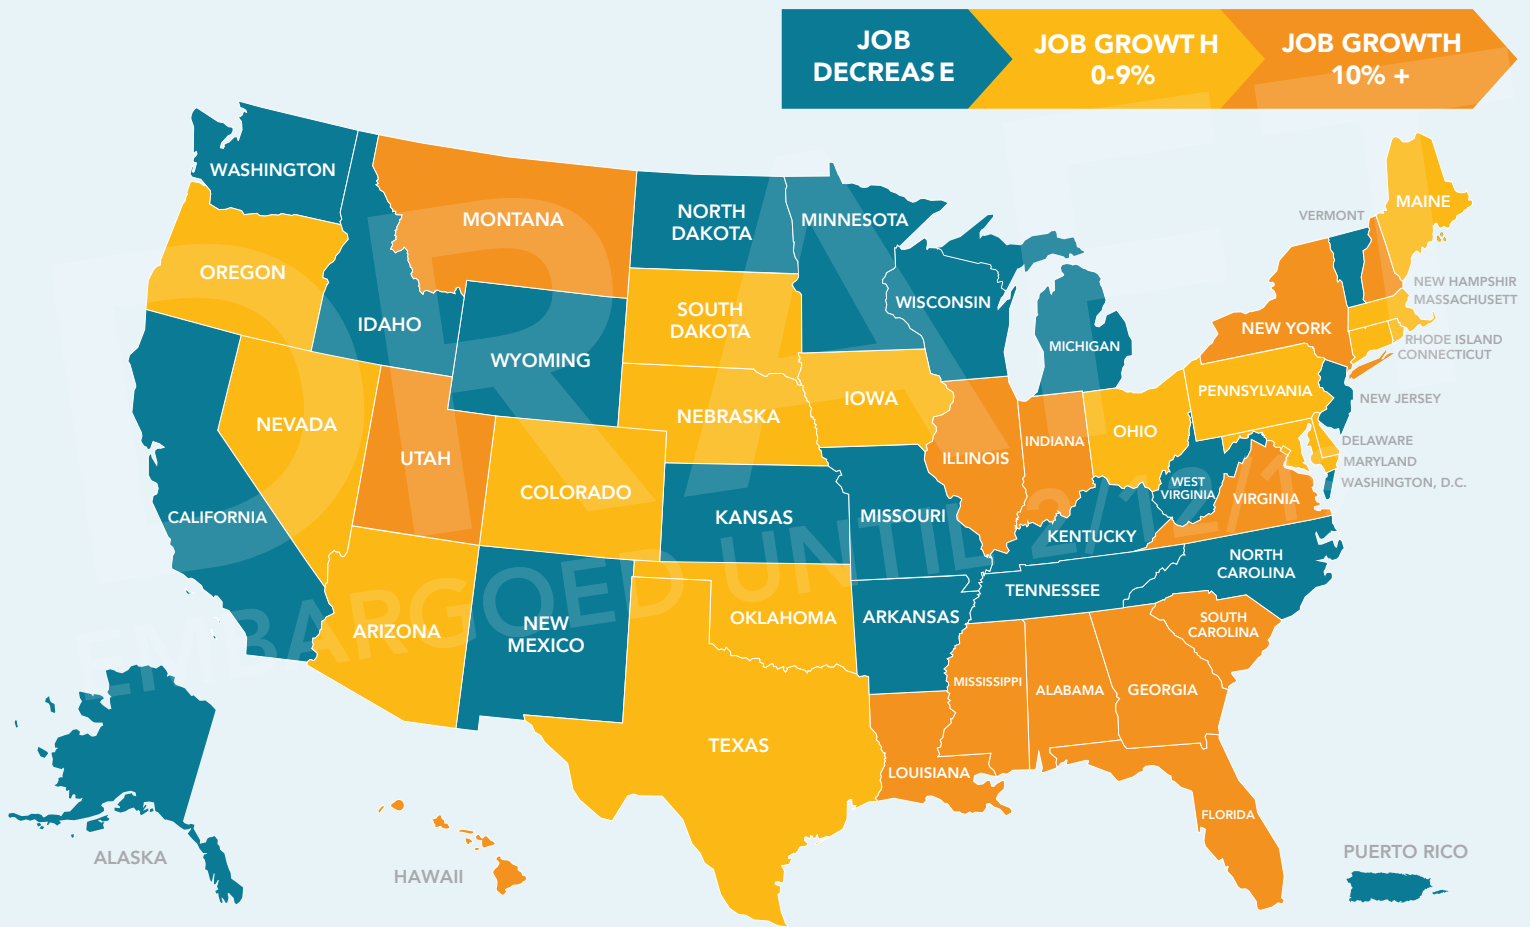 JOB
DECREAS E
JOB GROWT H
0-9%
JOB GROWTH
10% +
WASHINGTON
MONTANA
NORTH
DAKOTA
MINNESOTA
VERMONT
MAINE
OREGON
IDAHO
WYOMING
SOUTH
DAKOTA
WISCONSIN
MICHIGAN
NEW YORK
NEW HAMPSHIR
MASSACHUSETT
RHODE ISLAND
CONNECTICUT
NEVADA
UTAH
COLORADO
NEBRASKA
IOWA
ILLINOIS
INDIANA
OHIO
PENNSYLVANIA
NEW JERSEY
DELAWARE
MARYLAND
WASHINGTON, D.C.
CALIFORNIA
KANSAS
MISSOURI
KENTUCKY
WEST
VIRGINIA
VIRGINIA
NORTH
CAROLINA
TENNESSEE
ARIZONA
NEW
MEXICO
OKLAHOMA
ARKANSAS
SOUTH
CAROLINA
MISSISSIPPI
ALABAMA
GEORGIA
TEXAS
LOUISIANA
FLORIDA
ALASKA
HAWAII
PUERTO RICO
DRAFT
EMBARGOED UNTIL 2/12/1